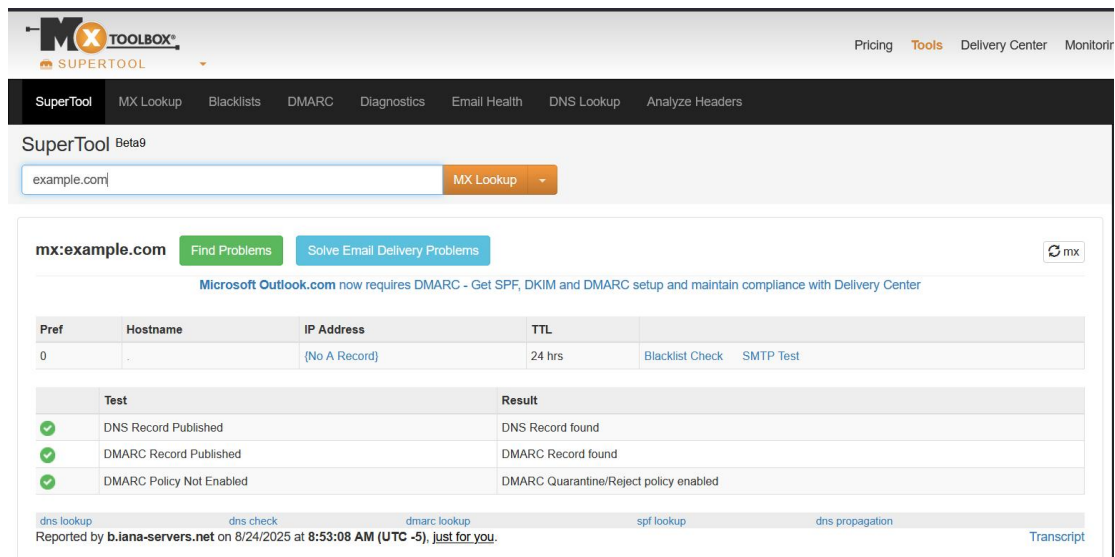 MX TOOLBOX®
SUPERTOOL
Pricing Tools Delivery Center Monitorin
SuperTool MX Lookup Blacklists DMARC Diagnostics Email Health DNS Lookup Analyze Headers
SuperTool Beta9
example.com MX Lookup
mx:example.com Find Problems Solve Email Delivery Problems mx
Microsoft Outlook.com now requires DMARC - Get SPF, DKIM and DMARC setup and maintain compliance with Delivery Center
Pref Hostname IP Address TTL
0 . {No A Record} 24 hrs Blacklist Check SMTP Test
Test Result
DNS Record Published DNS Record found
DMARC Record Published DMARC Record found
DMARC Policy Not Enabled DMARC Quarantine/Reject policy enabled
dns lookup dns check dmarc lookup spf lookup dns propagation
Reported by b.iana-servers.net on 8/24/2025 at 8:53:08 AM (UTC -5), just for you. Transcript